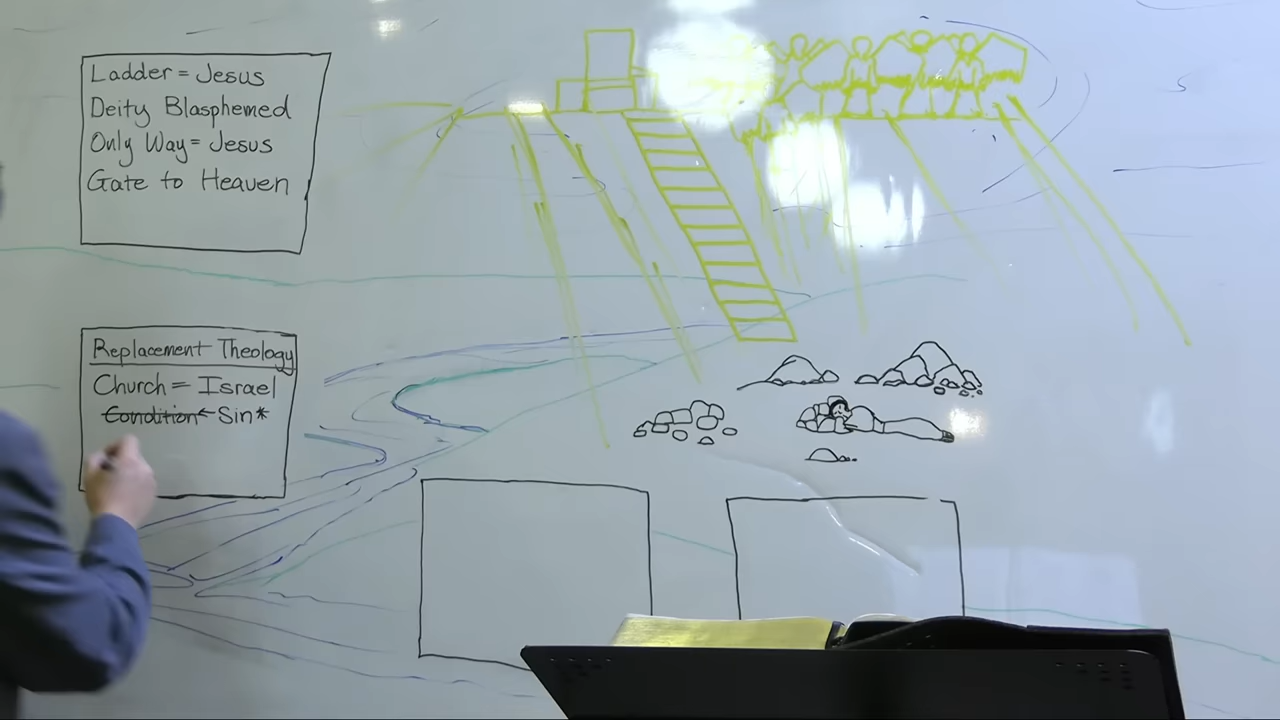 Ladder = Jesus
Deity Blasphemed
Only Way = Jesus
Gate to Heaven
Replacement Theology
Church = Israel
Condition ← Sin*